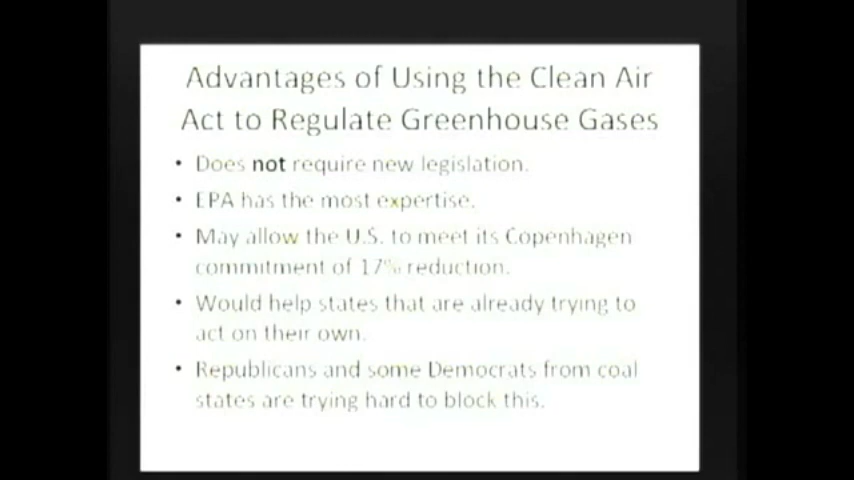 Advantages of Using the Clean Air
Act to Regulate Greenhouse Gases
• Does not require new legislation.
• EPA has the most expertise.
• May allow the U.S. to meet its Copenhagen
commitment of 17% reduction.
• Would help states that are already trying to
act on their own.
• Republicans and some Democrats from coal
states are trying hard to block this.